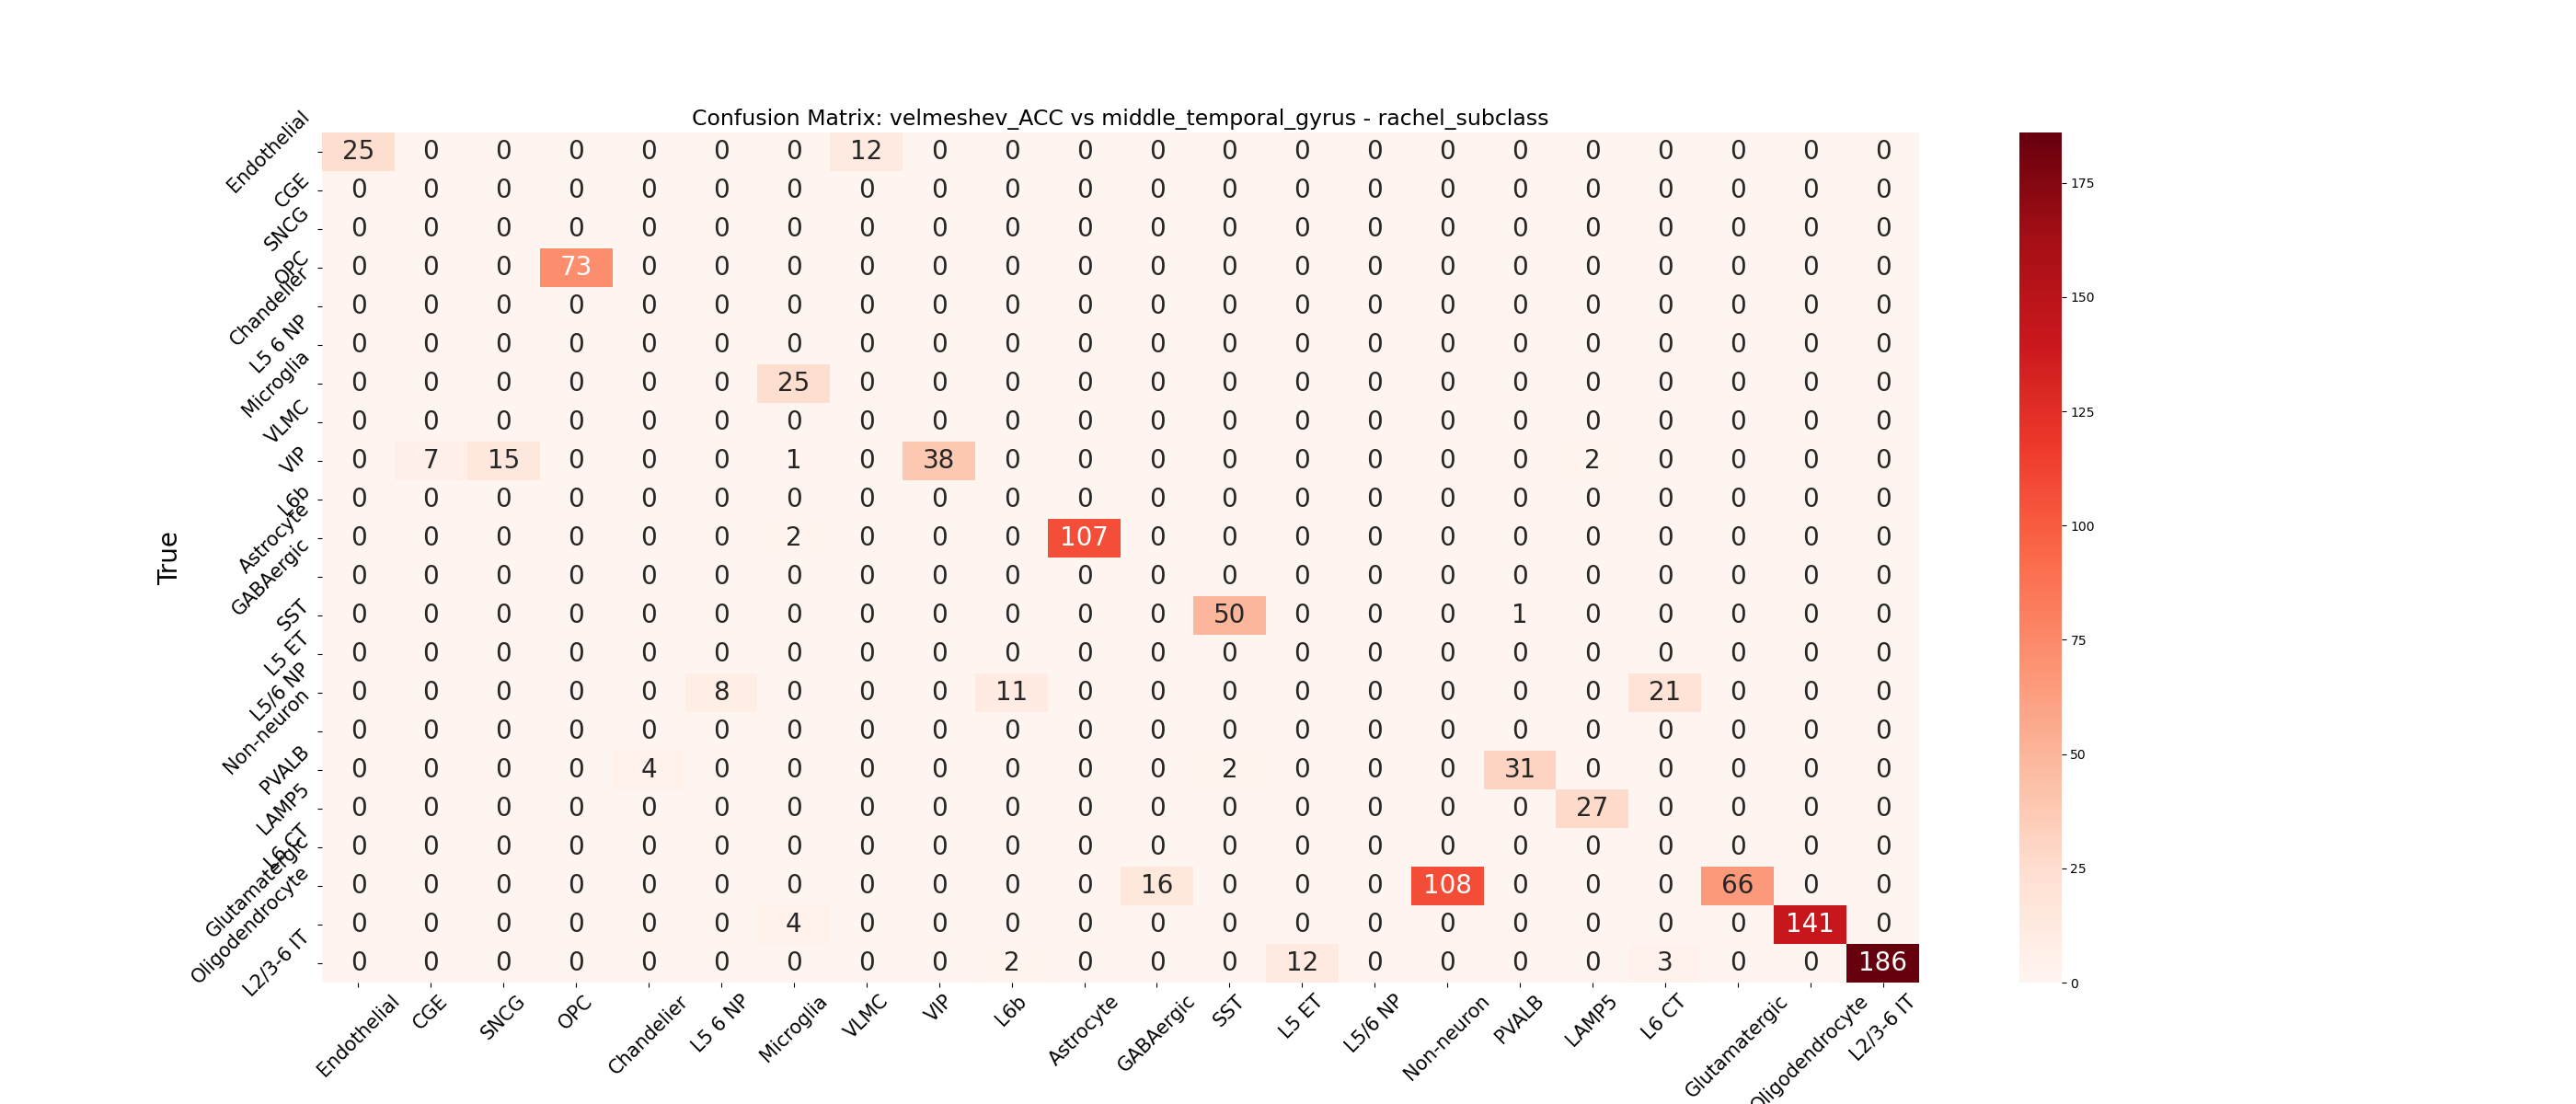 Confusion Matrix: velmeshev_ACC vs middle_temporal_gyrus - rachel_subclass
True
Endothelial 25 0 0 0 0 0 0 12 0 0 0 0 0 0 0 0 0 0 0 0 0 0
CGE 0 0 0 0 0 0 0 0 0 0 0 0 0 0 0 0 0 0 0 0 0 0
SNCG 0 0 0 0 0 0 0 0 0 0 0 0 0 0 0 0 0 0 0 0 0 0
OPC 0 0 0 73 0 0 0 0 0 0 0 0 0 0 0 0 0 0 0 0 0 0
Chandelier 0 0 0 0 0 0 0 0 0 0 0 0 0 0 0 0 0 0 0 0 0 0
L5 6 NP 0 0 0 0 0 0 0 0 0 0 0 0 0 0 0 0 0 0 0 0 0 0
Microglia 0 0 0 0 0 0 25 0 0 0 0 0 0 0 0 0 0 0 0 0 0 0
VLMC 0 0 0 0 0 0 0 0 0 0 0 0 0 0 0 0 0 0 0 0 0 0
VIP 0 7 15 0 0 0 1 0 38 0 0 0 0 0 0 0 0 2 0 0 0 0
L6b 0 0 0 0 0 0 0 0 0 0 0 0 0 0 0 0 0 0 0 0 0 0
Astrocyte 0 0 0 0 0 0 2 0 0 0 107 0 0 0 0 0 0 0 0 0 0 0
GABAergic 0 0 0 0 0 0 0 0 0 0 0 0 0 0 0 0 0 0 0 0 0 0
SST 0 0 0 0 0 0 0 0 0 0 0 0 50 0 0 0 1 0 0 0 0 0
L5 ET 0 0 0 0 0 0 0 0 0 0 0 0 0 0 0 0 0 0 0 0 0 0
L5/6 NP 0 0 0 0 0 8 0 0 0 11 0 0 0 0 0 0 0 0 21 0 0 0
Non-neuron 0 0 0 0 0 0 0 0 0 0 0 0 0 0 0 0 0 0 0 0 0 0
PVALB 0 0 0 0 4 0 0 0 0 0 0 0 2 0 0 0 31 0 0 0 0 0
LAMP5 0 0 0 0 0 0 0 0 0 0 0 0 0 0 0 0 0 27 0 0 0 0
L6 CT 0 0 0 0 0 0 0 0 0 0 0 0 0 0 0 0 0 0 0 0 0 0
Glutamatergic 0 0 0 0 0 0 0 0 0 0 0 16 0 0 0 108 0 0 0 66 0 0
Oligodendrocyte 0 0 0 0 0 0 4 0 0 0 0 0 0 0 0 0 0 0 0 0 141 0
L2/3-6 IT 0 0 0 0 0 0 0 0 0 2 0 0 0 12 0 0 0 0 3 0 0 186
Endothelial CGE SNCG OPC Chandelier L5 6 NP Microglia VLMC VIP L6b Astrocyte GABAergic SST L5 ET L5/6 NP Non-neuron PVALB LAMP5 L6 CT Glutamatergic Oligodendrocyte L2/3-6 IT
175
150
125
100
75
50
25
0